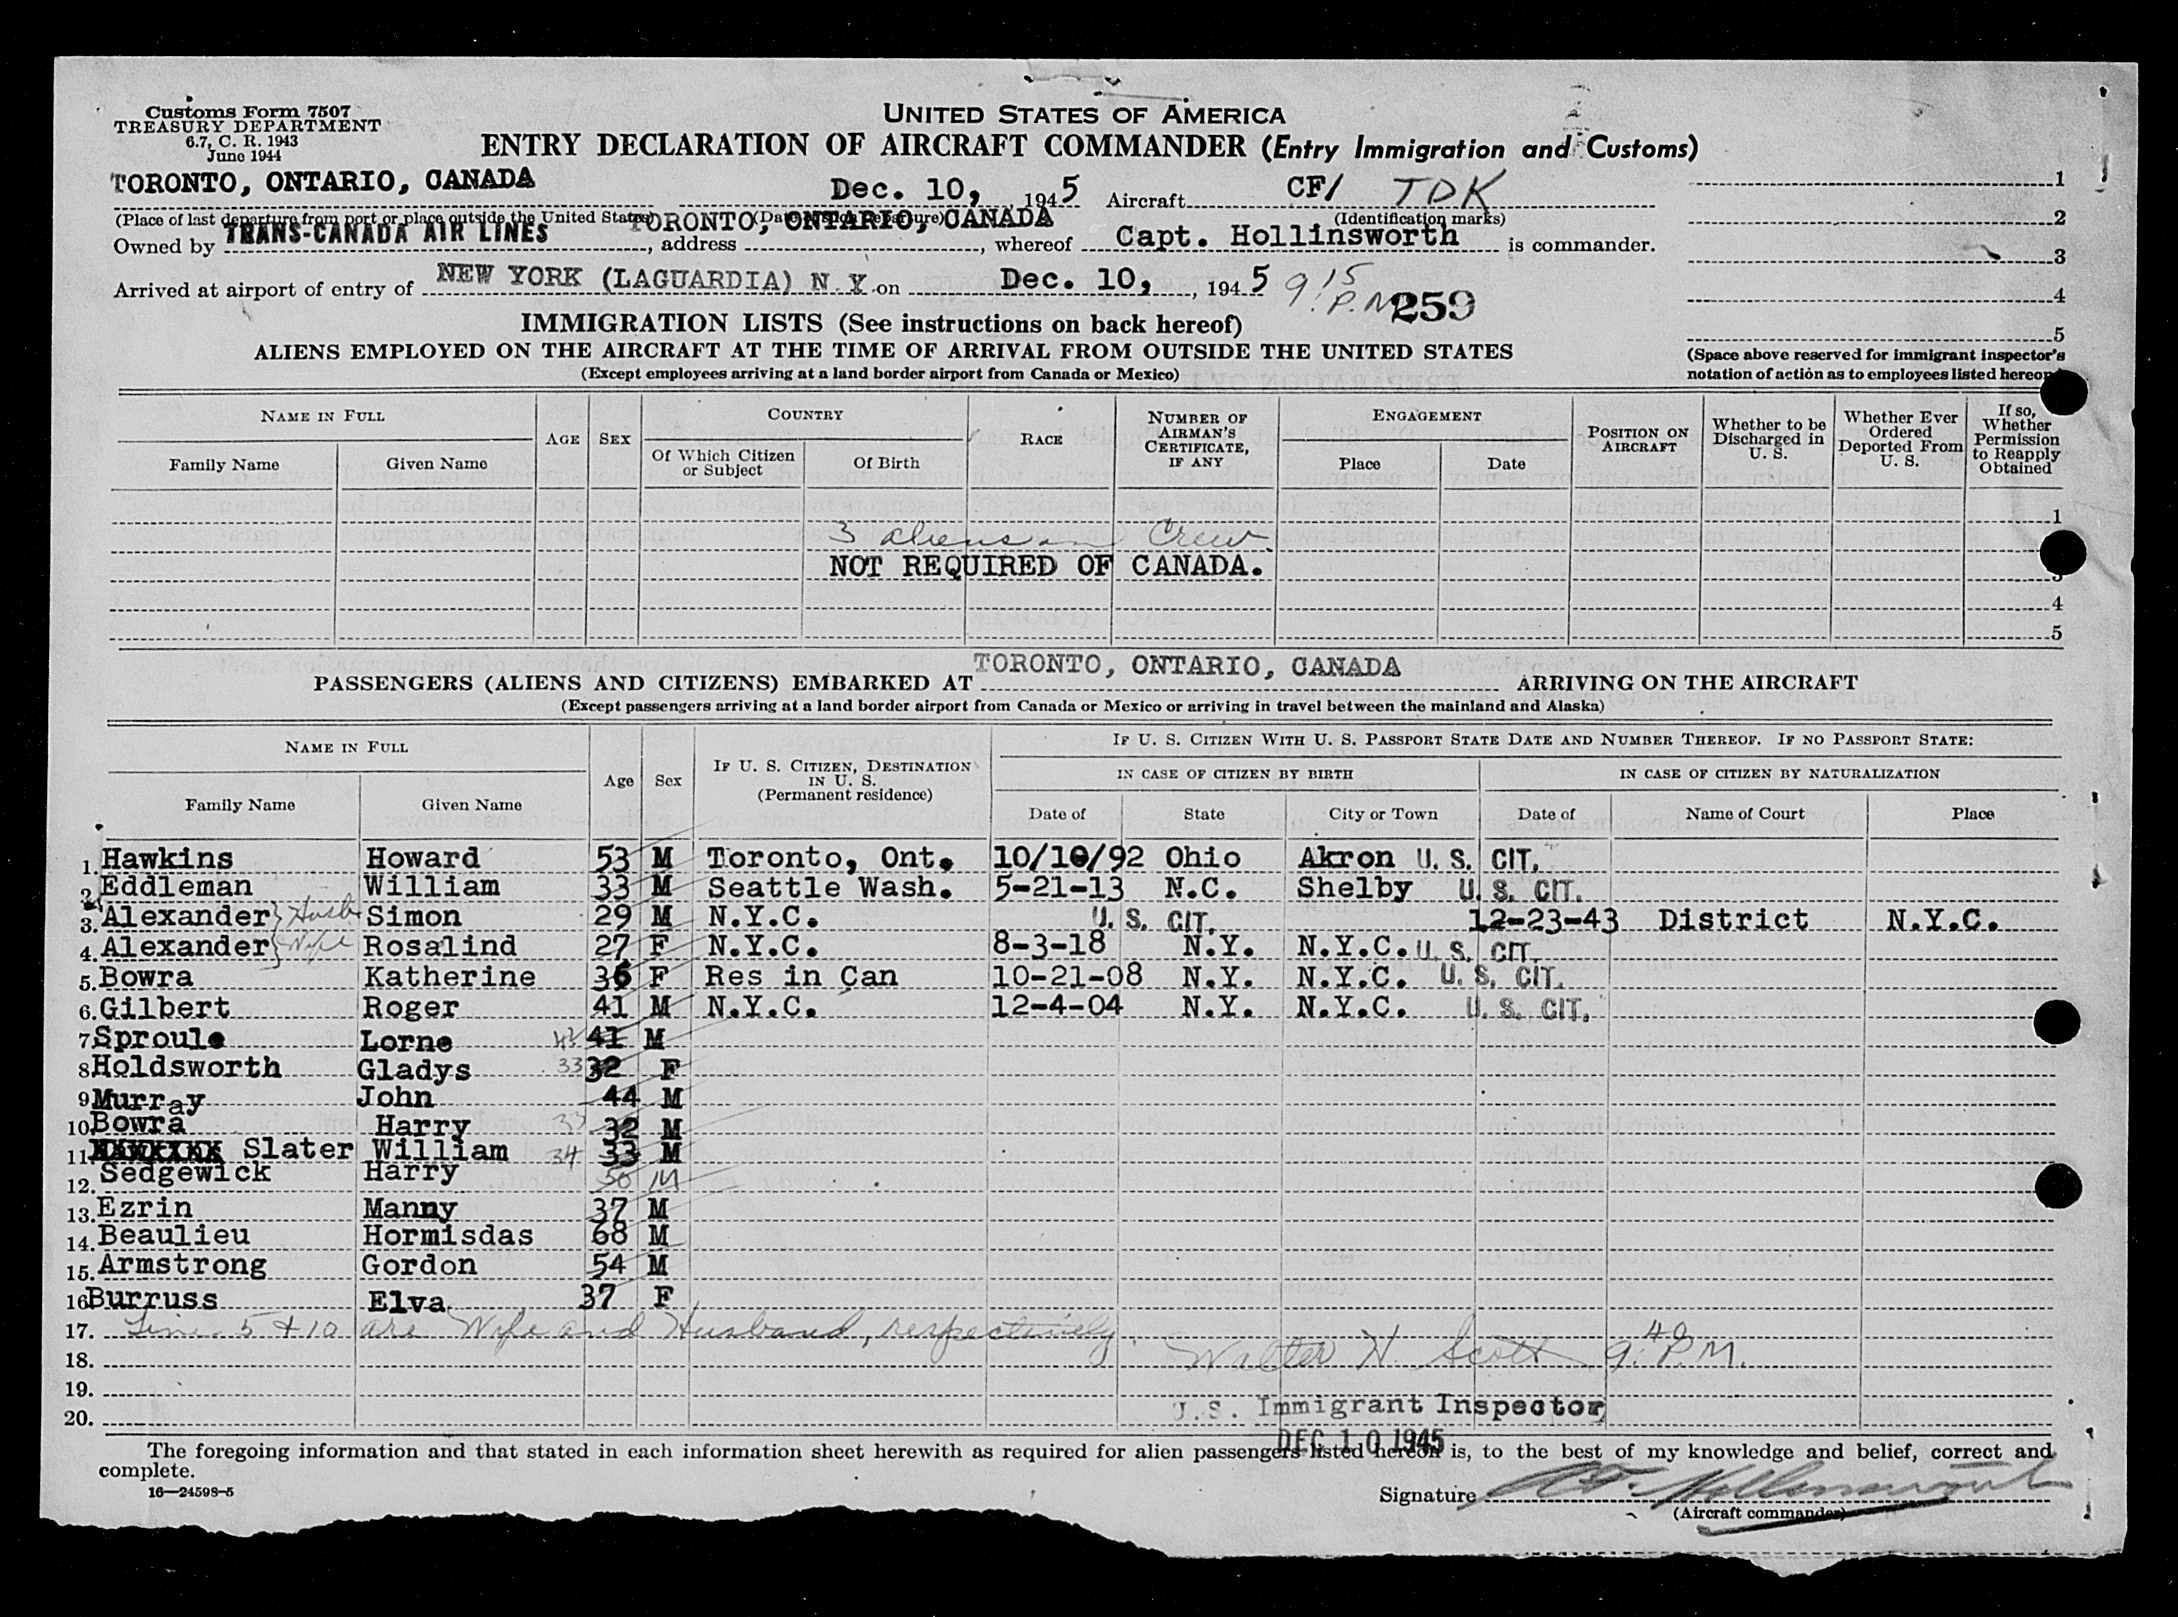 Customs Form 7507
TREASURY DEPARTMENT
6.7, C. R. 1943
June 1944
UNITED STATES OF AMERICA
ENTRY DECLARATION OF AIRCRAFT COMMANDER (Entry Immigration and Customs)
TORONTO, ONTARIO, CANADA Dec. 10, , 1945 Aircraft CF/ TDK 1
(Place of last departure from port or place outside the United States) (Date of such departure) (Identification marks) 2
Owned by TRANS-CANADA AIR LINES , address TORONTO, ONTARIO, CANADA , whereof Capt. Hollinsworth is commander. 3
Arrived at airport of entry of NEW YORK (LAGUARDIA) N Y on Dec. 10, , 1945 9:15 P.M. 259 4
IMMIGRATION LISTS (See instructions on back hereof) 5
ALIENS EMPLOYED ON THE AIRCRAFT AT THE TIME OF ARRIVAL FROM OUTSIDE THE UNITED STATES
(Except employees arriving at a land border airport from Canada or Mexico)
(Space above reserved for immigrant inspector's
notation of action as to employees listed hereon
NAME IN FULL AGE SEX COUNTRY RACE NUMBER OF AIRMAN'S CERTIFICATE, IF ANY ENGAGEMENT POSITION ON AIRCRAFT Whether to be Discharged in U. S. Whether Ever Ordered Deported From U. S. If so, Whether Permission to Reapply Obtained
Family Name Given Name Of Which Citizen or Subject Of Birth Place Date
1
3 aliens in Crew
NOT REQUIRED OF CANADA. 3
4
5
PASSENGERS (ALIENS AND CITIZENS) EMBARKED AT TORONTO, ONTARIO, CANADA ARRIVING ON THE AIRCRAFT
(Except passengers arriving at a land border airport from Canada or Mexico or arriving in travel between the mainland and Alaska)
NAME IN FULL Age Sex IF U. S. CITIZEN, DESTINATION IN U. S. (Permanent residence) IF U. S. CITIZEN WITH U. S. PASSPORT STATE DATE AND NUMBER THEREOF. IF NO PASSPORT STATE:
IN CASE OF CITIZEN BY BIRTH IN CASE OF CITIZEN BY NATURALIZATION
Family Name Given Name Date of State City or Town Date of Name of Court Place
1. Hawkins Howard 53 M Toronto, Ont. 10/10/92 Ohio Akron U. S. CIT.
2. Eddleman William 33 M Seattle Wash. 5-21-13 N.C. Shelby U. S. CIT.
3. Alexander Husb Simon 29 M N.Y.C. U. S. CIT. 12-23-43 District N.Y.C.
4. Alexander Wife Rosalind 27 F N.Y.C. 8-3-18 N.Y. N.Y.C. U. S. CIT.
5. Bowra Katherine 36 F Res in Can 10-21-08 N.Y. N.Y.C. U. S. CIT.
6. Gilbert Roger 41 M N.Y.C. 12-4-04 N.Y. N.Y.C. U. S. CIT.
7. Sproule Lorne 41 M
8. Holdsworth Gladys 33 32 F
9. Murray John 44 M
10. Bowra Harry 33 32 M
11. Slater William 34 33 M
12. Sedgewick Harry 50 M
13. Ezrin Manny 37 M
14. Beaulieu Hormisdas 68 M
15. Armstrong Gordon 54 M
16. Burruss Elva 37 F
17. Line 5 + 10 are Wife and Husband, respectively.
18. Walter H. Scott 9:40 P.M.
19. U.S. Immigrant Inspector
20.
DEC 10 1945
The foregoing information and that stated in each information sheet herewith as required for alien passengers listed hereon is, to the best of my knowledge and belief, correct and
complete.
16—24598-5
Signature Hollinsworth
(Aircraft commander)